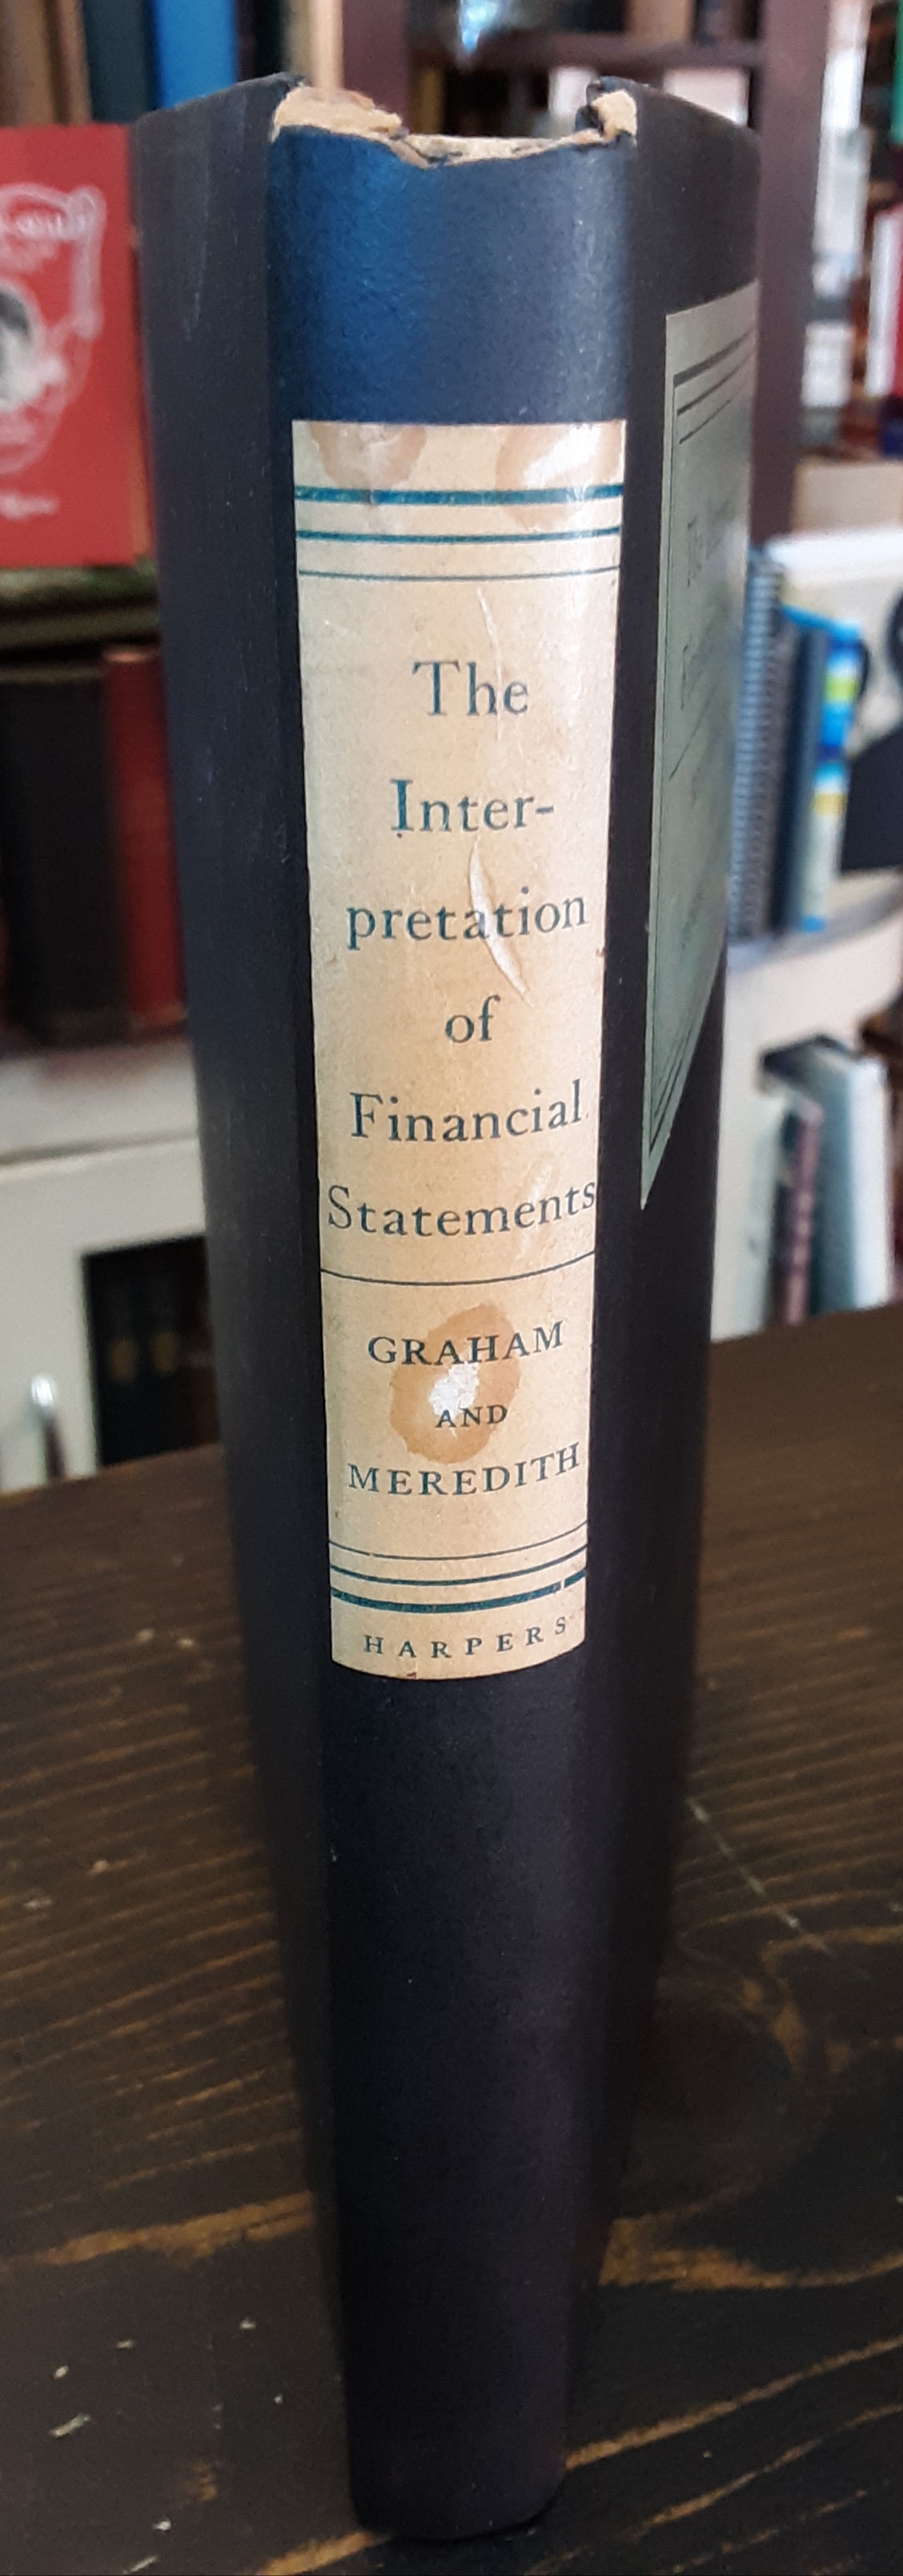 The
Inter-
pretation
of
Financial
Statements
GRAHAM
AND
MEREDITH
HARPERS